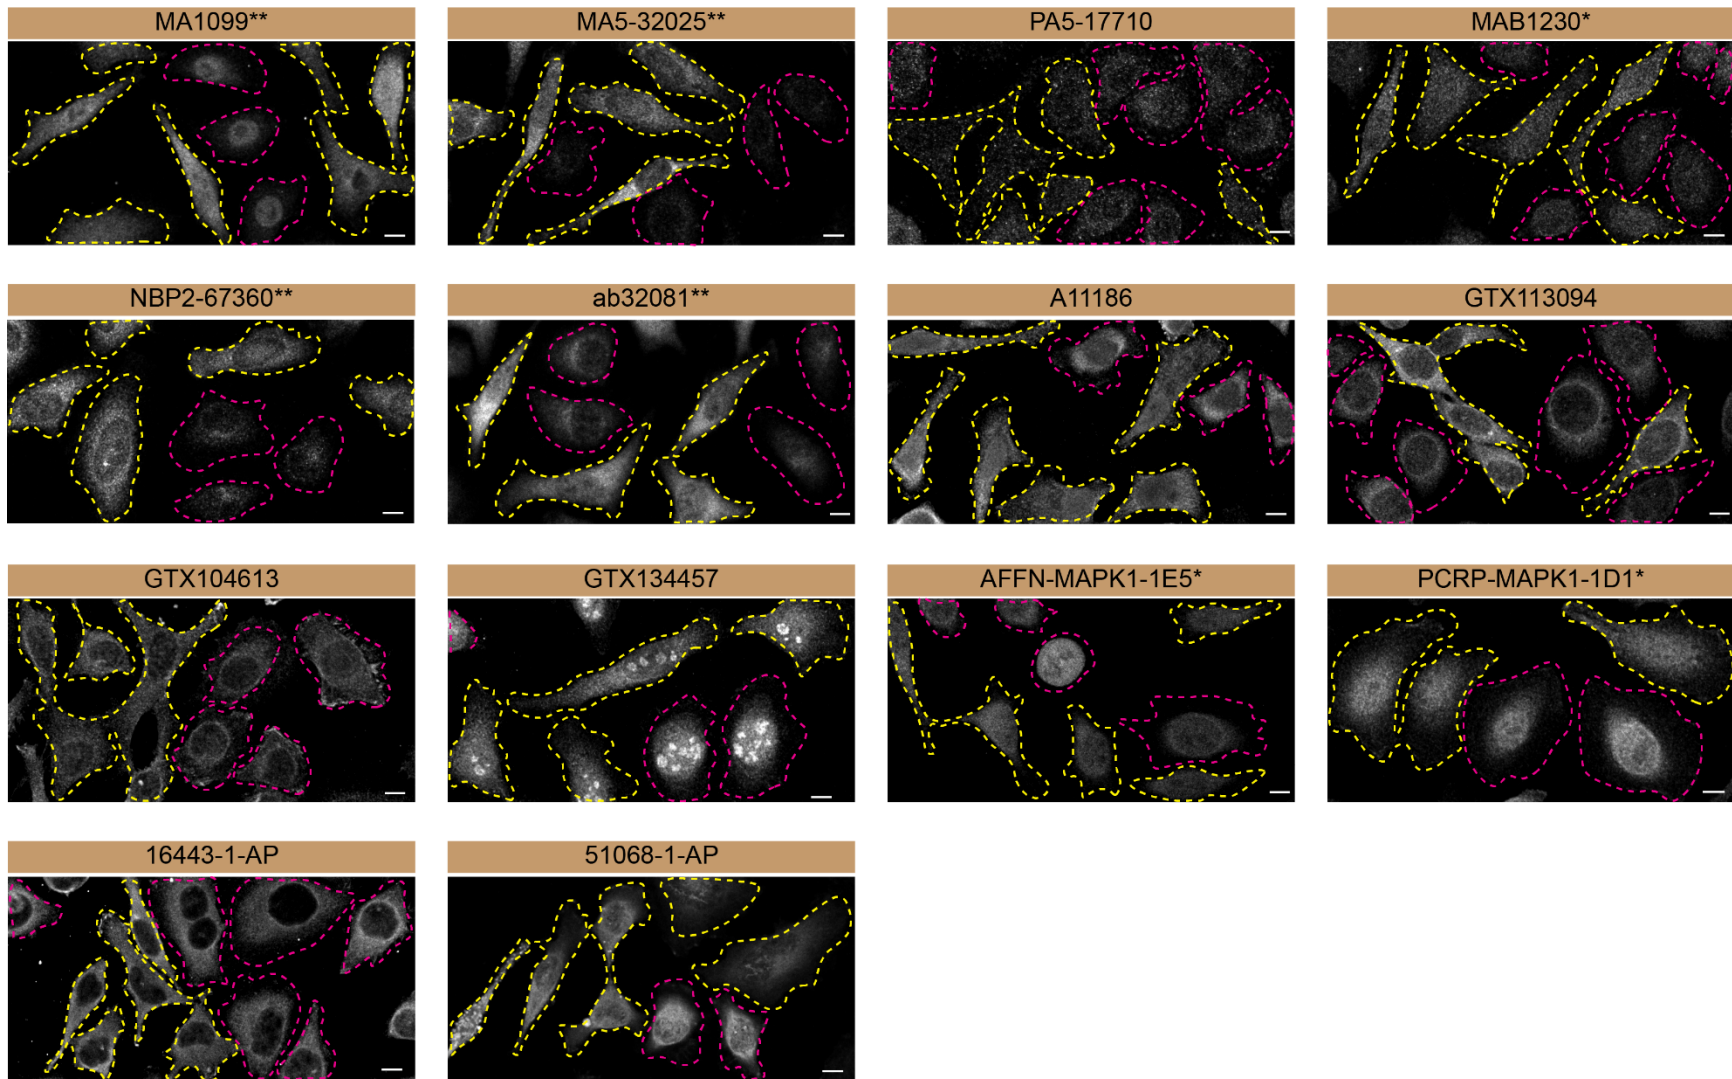 MA1099**
MA5-32025**
PA5-17710
MAB1230*
NBP2-67360**
ab32081**
A11186
GTX113094
GTX104613
GTX134457
AFFN-MAPK1-1E5*
PCRP-MAPK1-1D1*
16443-1-AP
51068-1-AP